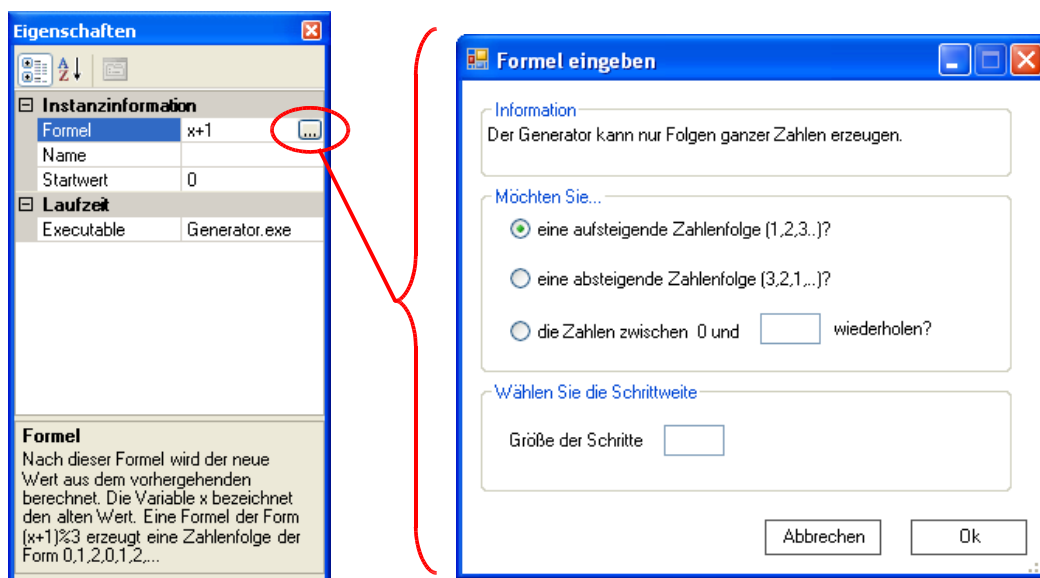 Eigenschaften
Instanzinformation
Formel x+1 ...
Name
Startwert 0
Laufzeit
Executable Generator.exe
Formel
Nach dieser Formel wird der neue
Wert aus dem vorhergehenden
berechnet. Die Variable x bezeichnet
den alten Wert. Eine Formel der Form
(x+1)%3 erzeugt eine Zahlenfolge der
Form 0,1,2,0,1,2,...
Formel eingeben
Information
Der Generator kann nur Folgen ganzer Zahlen erzeugen.
Möchten Sie...
eine aufsteigende Zahlenfolge (1,2,3..)?
eine absteigende Zahlenfolge (3,2,1,..)?
die Zahlen zwischen 0 und wiederholen?
Wählen Sie die Schrittweite
Größe der Schritte
Abbrechen Ok